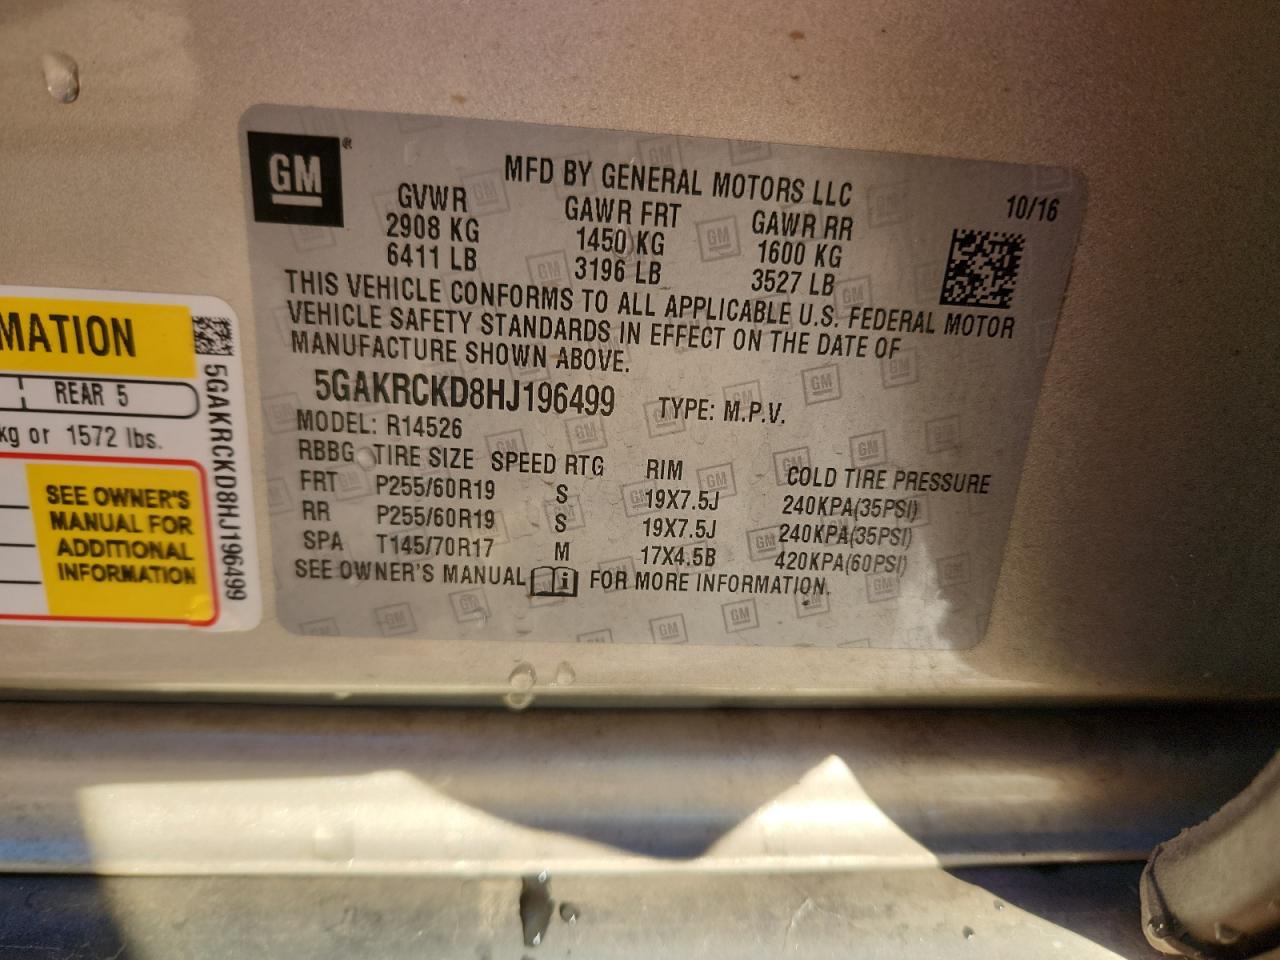 GM®
MFD BY GENERAL MOTORS LLC
10/16
GVWR GAWR FRT GAWR RR
2908 KG 1450 KG 1600 KG
6411 LB 3196 LB 3527 LB
THIS VEHICLE CONFORMS TO ALL APPLICABLE U.S. FEDERAL MOTOR
VEHICLE SAFETY STANDARDS IN EFFECT ON THE DATE OF
MANUFACTURE SHOWN ABOVE.
5GAKRCKD8HJ196499 TYPE: M.P.V.
MODEL: R14526
RBBG TIRE SIZE SPEED RTG RIM COLD TIRE PRESSURE
FRT P255/60R19 S 19X7.5J 240KPA(35PSI)
RR P255/60R19 S 19X7.5J 240KPA(35PSI)
SPA T145/70R17 M 17X4.5B 420KPA(60PSI)
SEE OWNER'S MANUAL i FOR MORE INFORMATION.
MATION
REAR 5
kg or 1572 lbs.
SEE OWNER'S
MANUAL FOR
ADDITIONAL
INFORMATION
5GAKRCKD8HJ196499